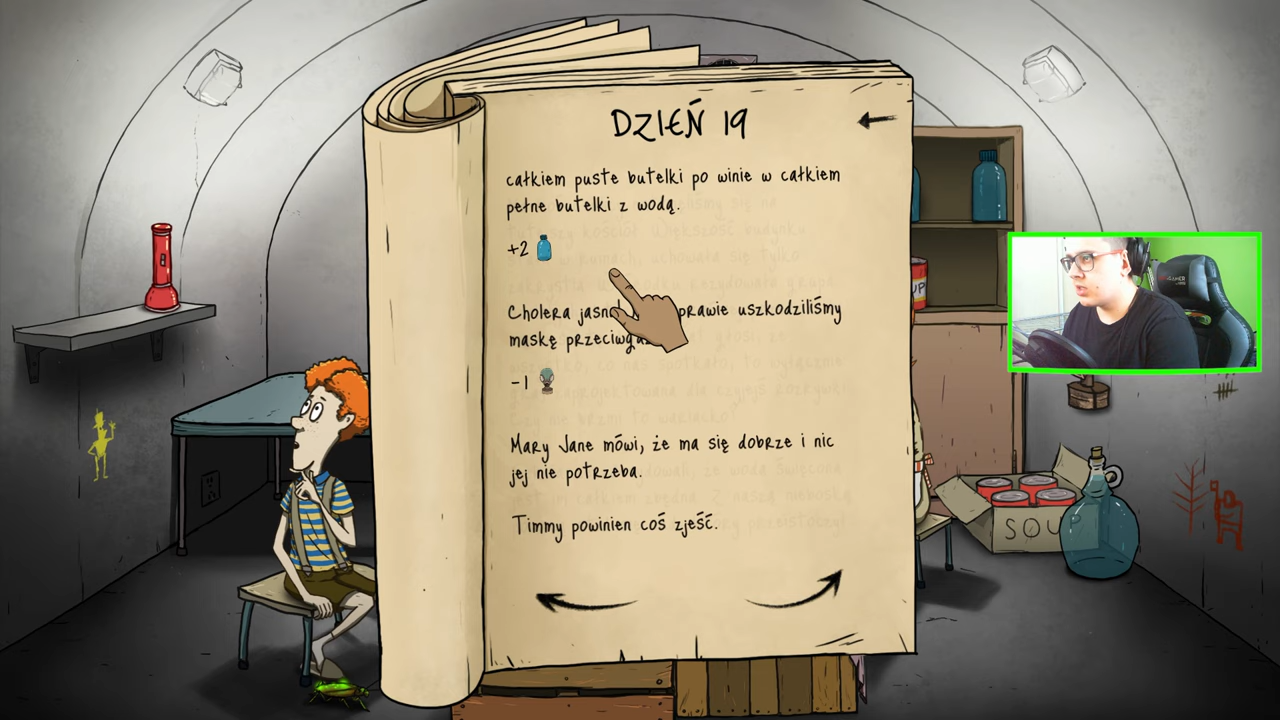 DZIEŃ 19
całkiem puste butelki po winie w całkiem
pełne butelki z wodą.
+2
Cholera jasna prawie uszkodziliśmy
maskę
-1
Mary Jane mówi, że ma się dobrze i nic
jej nie potrzeba.
Timmy powinien coś zjeść.
SOUP